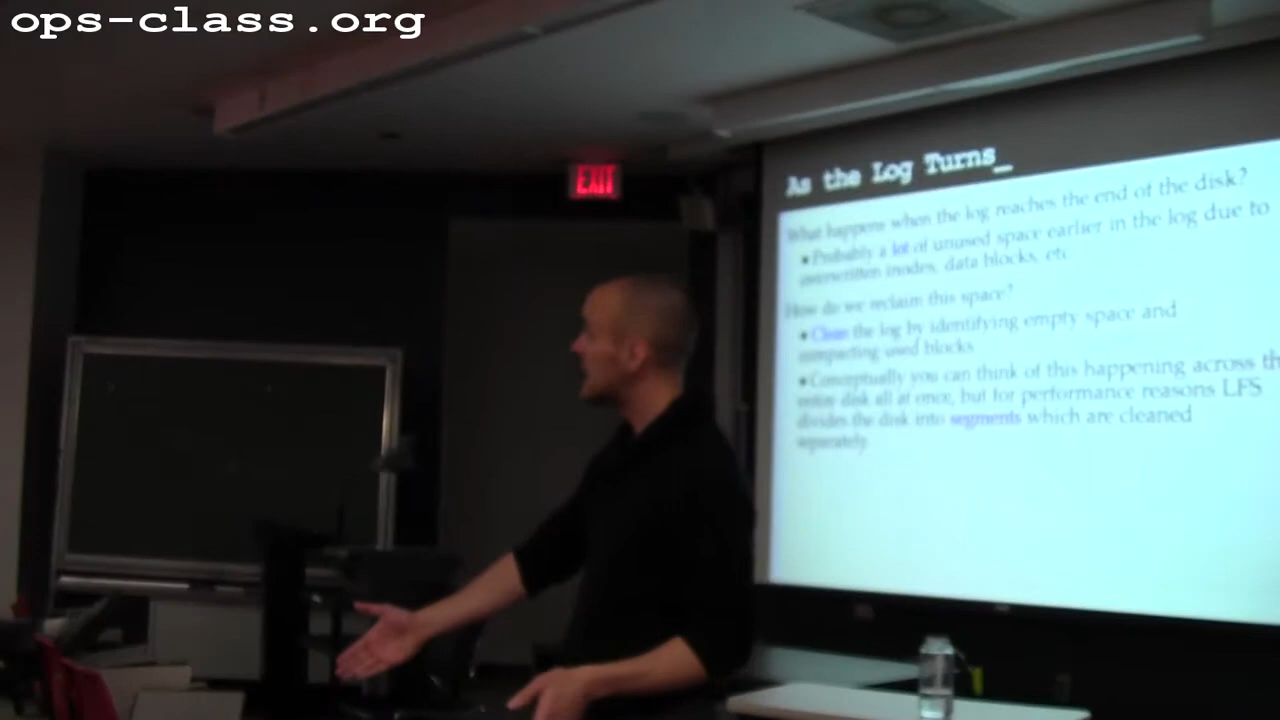 ops-class.org
EXIT
As the Log Turns_
What happens when the log reaches the end of the disk?
• Probably a lot of unused space earlier in the log due to
overwritten inodes, data blocks, etc
How do we reclaim this space?
• Clean the log by identifying empty space and
compacting used blocks
• Conceptually you can think of this happening across th
entire disk all at once, but for performance reasons LFS
divides the disk into segments which are cleaned
separately